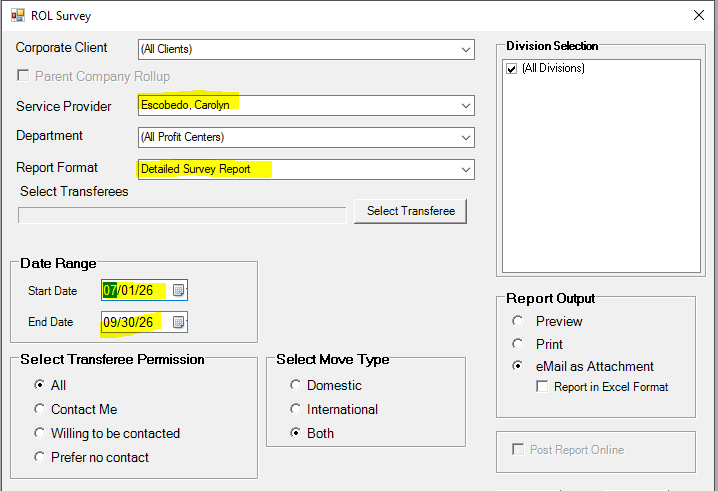 ROL Survey
Corporate Client (All Clients)
Parent Company Rollup
Service Provider Escobedo, Carolyn
Department (All Profit Centers)
Report Format Detailed Survey Report
Select Transferees
Select Transferee
Division Selection
(All Divisions)
Date Range
Start Date 07/01/26
End Date 09/30/26
Select Transferee Permission
All
Contact Me
Willing to be contacted
Prefer no contact
Select Move Type
Domestic
International
Both
Report Output
Preview
Print
eMail as Attachment
Report in Excel Format
Post Report Online